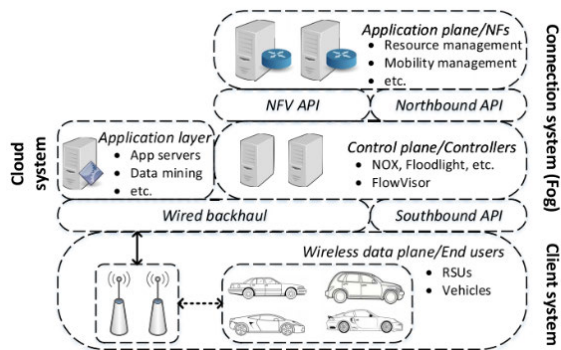 Application plane/NFs
• Resource management
• Mobility management
• etc.
NFV API
Northbound API
Connection system (Fog)
Cloud system
Application layer
• App servers
• Data mining
• etc.
Control plane/Controllers
• NOX, Floodlight, etc.
• FlowVisor
Wired backhaul
Southbound API
Wireless data plane/End users
• RSUs
• Vehicles
Client system